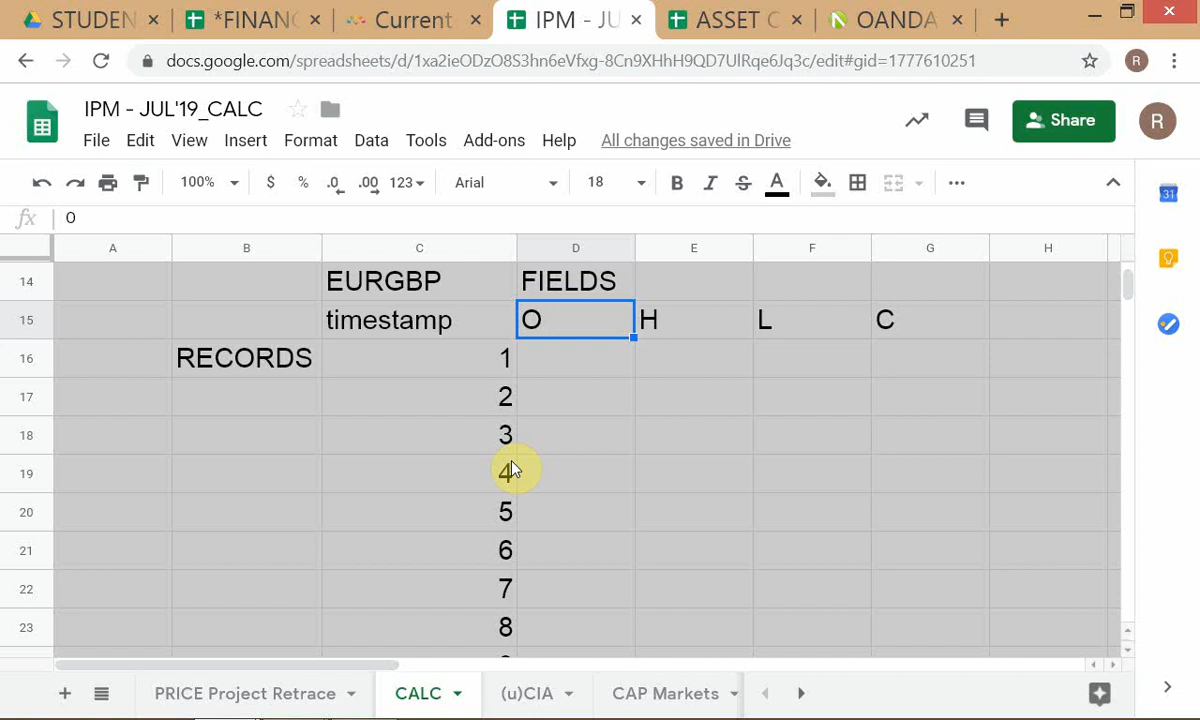 STUDEN
*FINANC
Current
IPM - JU
ASSET C
OANDA
docs.google.com/spreadsheets/d/1xa2ieODzO8S3hn6eVfxg-8Cn9XHhH9QD7UlRqe6Jq3c/edit#gid=1777610251
R
IPM - JUL'19_CALC
Share
R
File Edit View Insert Format Data Tools Add-ons Help All changes saved in Drive
100% $ % .0 .00 123 Arial 18 B I S A
31
fx O
A B C D E F G H
14 EURGBP FIELDS
15 timestamp O H L C
16 RECORDS 1
17 2
18 3
19 4
20 5
21 6
22 7
23 8
PRICE Project Retrace CALC (u)CIA CAP Markets